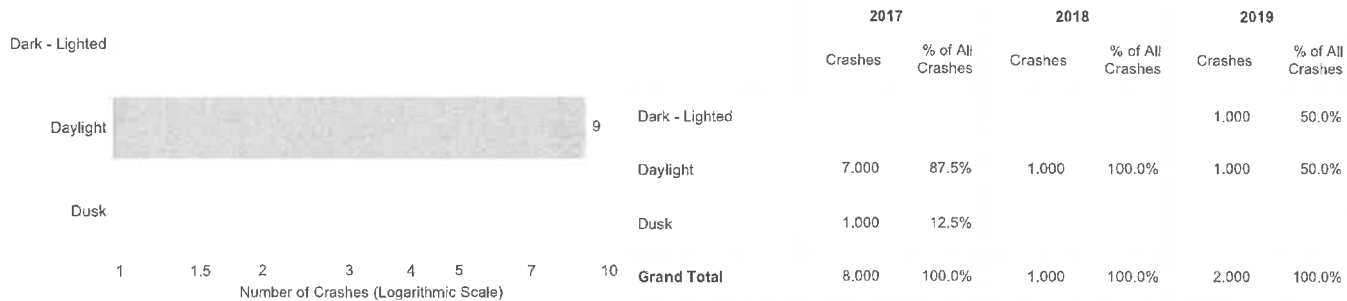 Dark - Lighted
Daylight
9
Dusk
1 1.5 2 3 4 5 7 10
Number of Crashes (Logarithmic Scale)
2017 2018 2019
Crashes % of All Crashes Crashes % of All Crashes Crashes % of All Crashes
Dark - Lighted 1.000 50.0%
Daylight 7.000 87.5% 1.000 100.0% 1.000 50.0%
Dusk 1.000 12.5%
Grand Total 8.000 100.0% 1.000 100.0% 2.000 100.0%